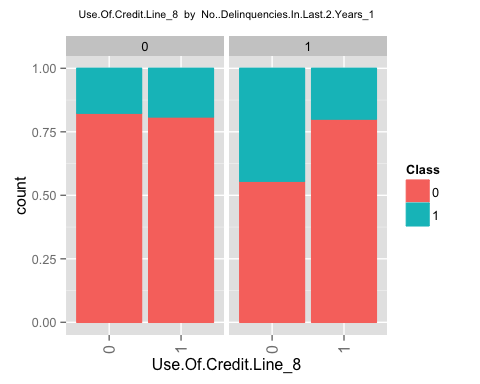 Use.Of.Credit.Line_8 by No..Delinquencies.In.Last.2.Years_1
0 1
1.00
0.75
0.50
0.25
0.00
count
0 1 0 1
Use.Of.Credit.Line_8
Class
0
1